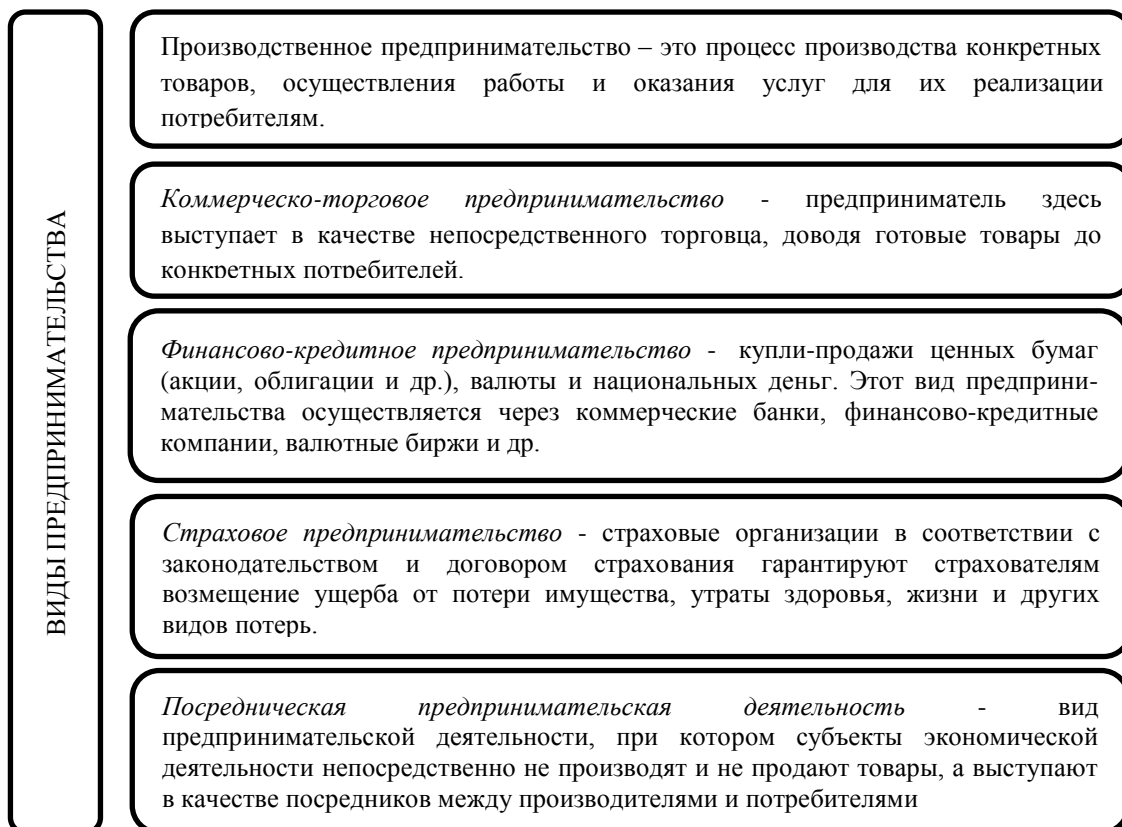 ВИДЫ ПРЕДПРИНИМАТЕЛЬСТВА
Производственное предпринимательство – это процесс производства конкретных
товаров, осуществления работы и оказания услуг для их реализации
потребителям.
Коммерческо-торговое предпринимательство - предприниматель здесь
выступает в качестве непосредственного торговца, доводя готовые товары до
конкретных потребителей.
Финансово-кредитное предпринимательство - купли-продажи ценных бумаг
(акции, облигации и др.), валюты и национальных деньг. Этот вид предприни-
мательства осуществляется через коммерческие банки, финансово-кредитные
компании, валютные биржи и др.
Страховое предпринимательство - страховые организации в соответствии с
законодательством и договором страхования гарантируют страхователям
возмещение ущерба от потери имущества, утраты здоровья, жизни и других
видов потерь.
Посредническая предпринимательская деятельность - вид
предпринимательской деятельности, при котором субъекты экономической
деятельности непосредственно не производят и не продают товары, а выступают
в качестве посредников между производителями и потребителями